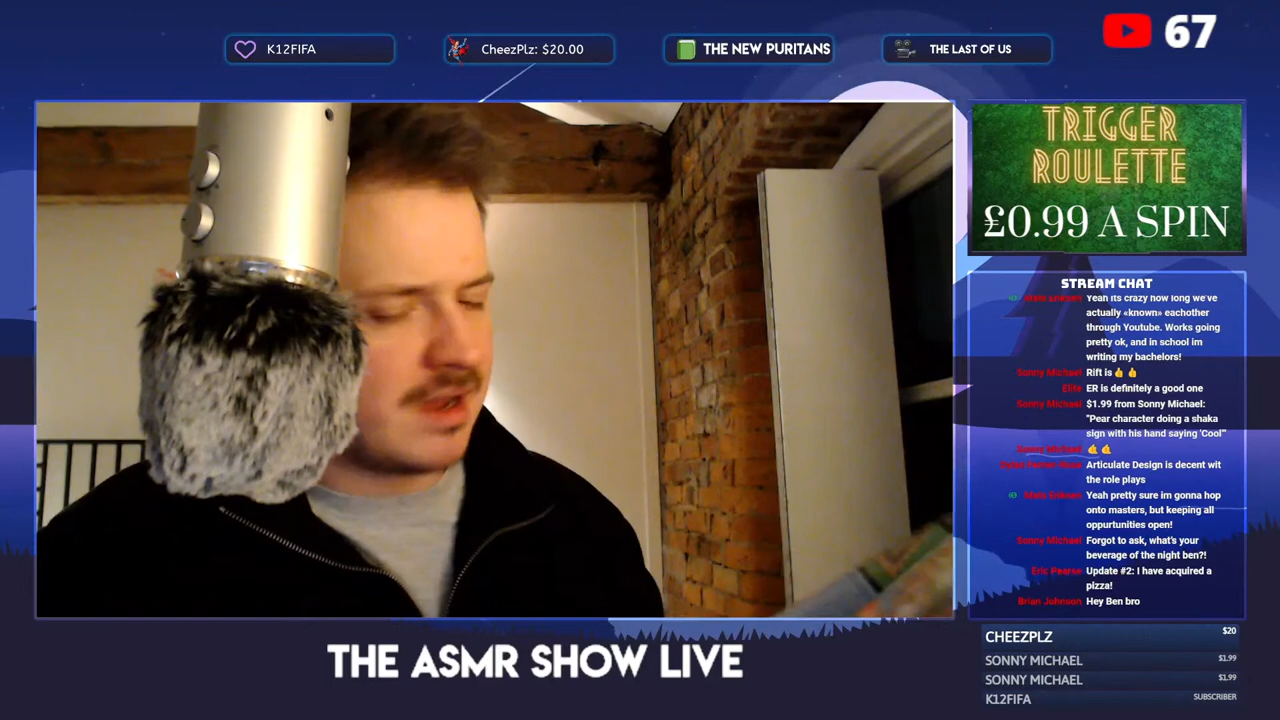 K12FIFA
CheezPlz: $20.00
THE NEW PURITANS
THE LAST OF US
67
TRIGGER
ROULETTE
£0.99 A SPIN
STREAM CHAT
Yeah its crazy how long we've
actually «known» eachother
through Youtube. Works going
pretty ok, and in school im
writing my bachelors!
Sonny Michael Rift is👍👍
Elite ER is definitely a good one
Sonny Michael $1.99 from Sonny Michael:
"Pear character doing a shaka
sign with his hand saying 'Cool'"
Sonny Michael 🤙🤙
Articulate Design is decent wit
the role plays
Yeah pretty sure im gonna hop
onto masters, but keeping all
oppurtunities open!
Sonny Michael Forgot to ask, what's your
beverage of the night ben?!
Eric Pearse Update #2: I have acquired a
pizza!
Brian Johnson Hey Ben bro
THE ASMR SHOW LIVE
CHEEZPLZ $20
SONNY MICHAEL $1.99
SONNY MICHAEL $1.99
K12FIFA SUBSCRIBER